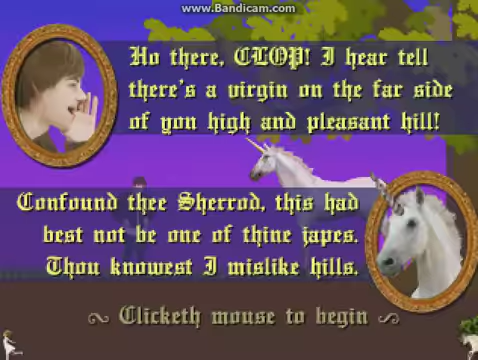 www.Bandicam.com
Ho there, CLOP! I hear tell
there's a virgin on the far side
of yon high and pleasant hill!
Confound thee Sherrod, this had
best not be one of thine japes.
Thou knowest I mislike hills.
~ Clicketh mouse to begin ~